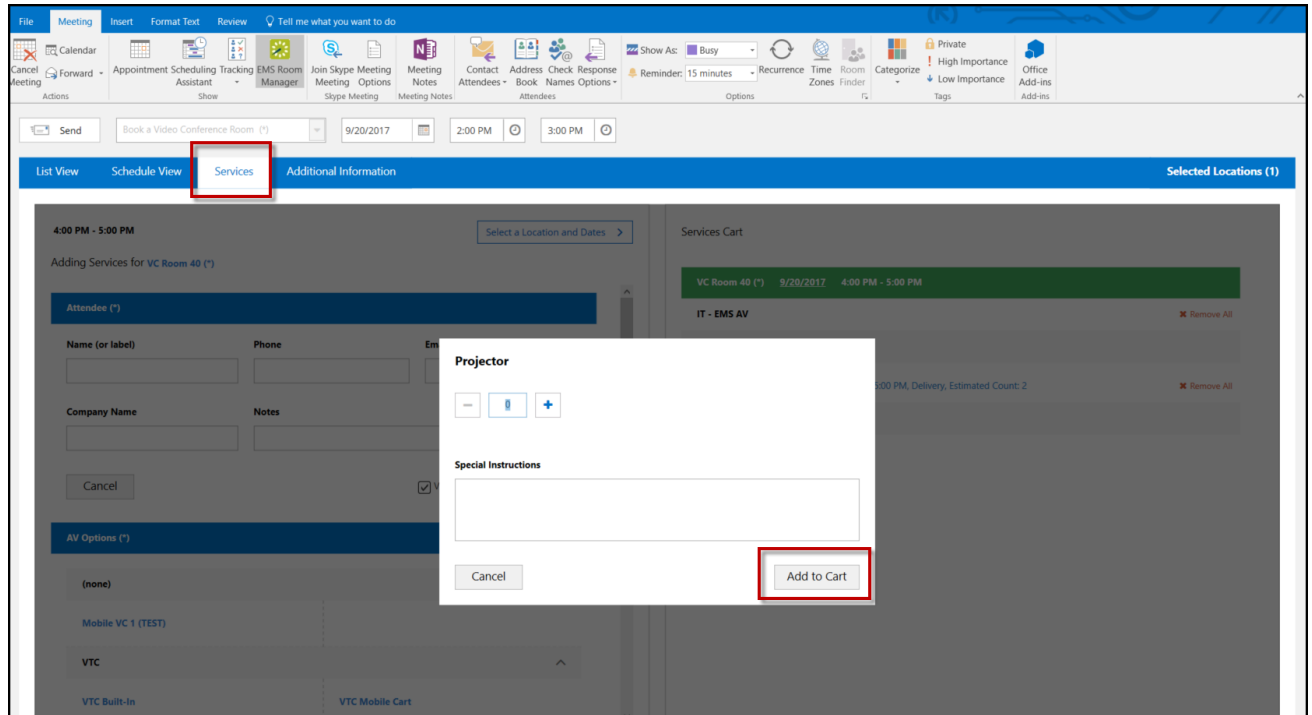 File Meeting Insert Format Text Review Tell me what you want to do
Calendar
Forward
Cancel Meeting
Actions
Appointment
Scheduling Assistant
Tracking
EMS Room Manager
Show
Join Skype Meeting
Meeting Options
Skype Meeting
Meeting Notes
Meeting Notes
Contact Attendees
Address Book
Check Names
Response Options
Attendees
Show As: Busy
Reminder: 15 minutes
Recurrence
Time Zones
Room Finder
Options
Categorize
Private
High Importance
Low Importance
Tags
Office Add-ins
Add-ins
Send Book a Video Conference Room (*) 9/20/2017 2:00 PM 3:00 PM
List View Schedule View Services Additional Information Selected Locations (1)
4:00 PM - 5:00 PM Select a Location and Dates
Services Cart
Adding Services for VC Room 40 (*)
VC Room 40 (*) 9/20/2017 4:00 PM - 5:00 PM
Attendee (*)
IT - EMS AV Remove All
Name (or label) Phone Em
5:00 PM, Delivery, Estimated Count: 2 Remove All
Company Name Notes
Cancel V
AV Options (*)
(none)
Mobile VC 1 (TEST)
VTC
VTC Built-In VTC Mobile Cart
Projector
− 0 +
Special Instructions
Cancel Add to Cart